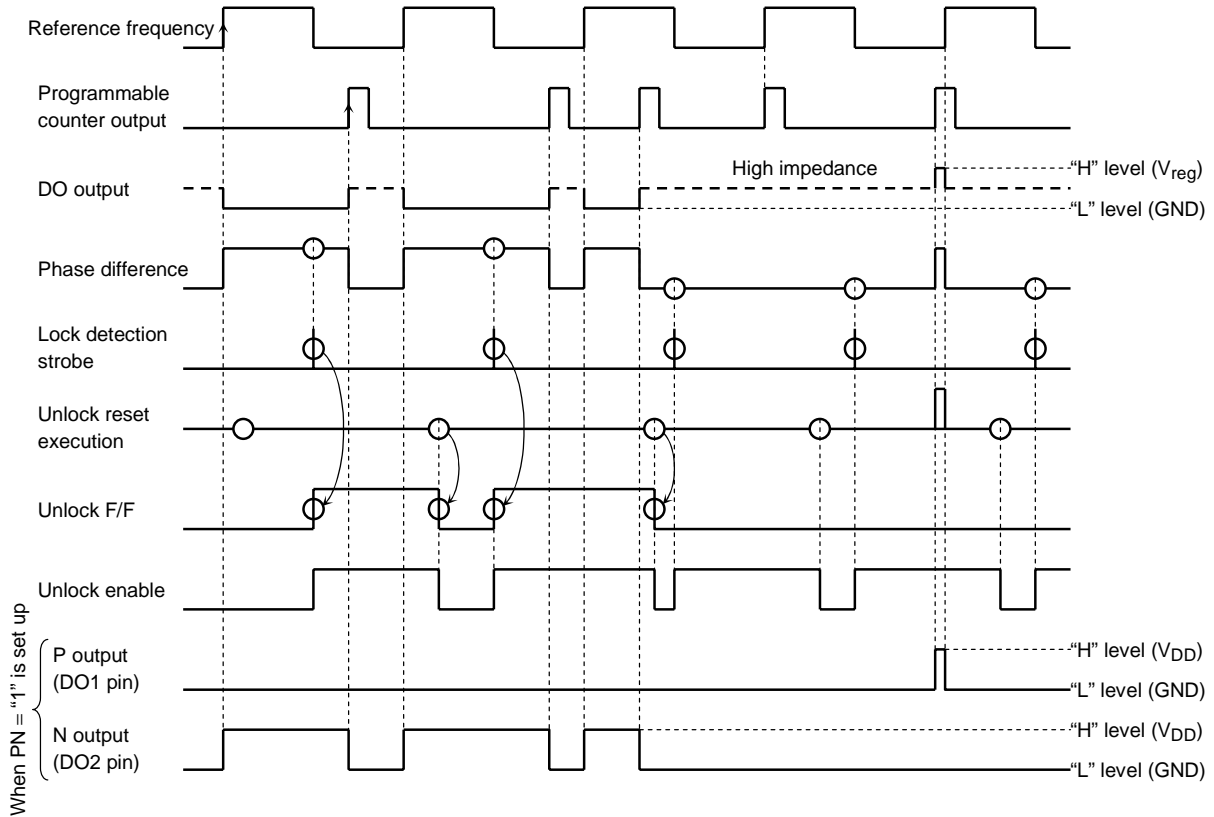 Reference frequency
Programmable
counter output
High impedance
"H" level (Vreg)
DO output
"L" level (GND)
Phase difference
Lock detection
strobe
Unlock reset
execution
Unlock F/F
Unlock enable
When PN = "1" is set up
P output
(DO1 pin)
"H" level (VDD)
"L" level (GND)
N output
(DO2 pin)
"H" level (VDD)
"L" level (GND)